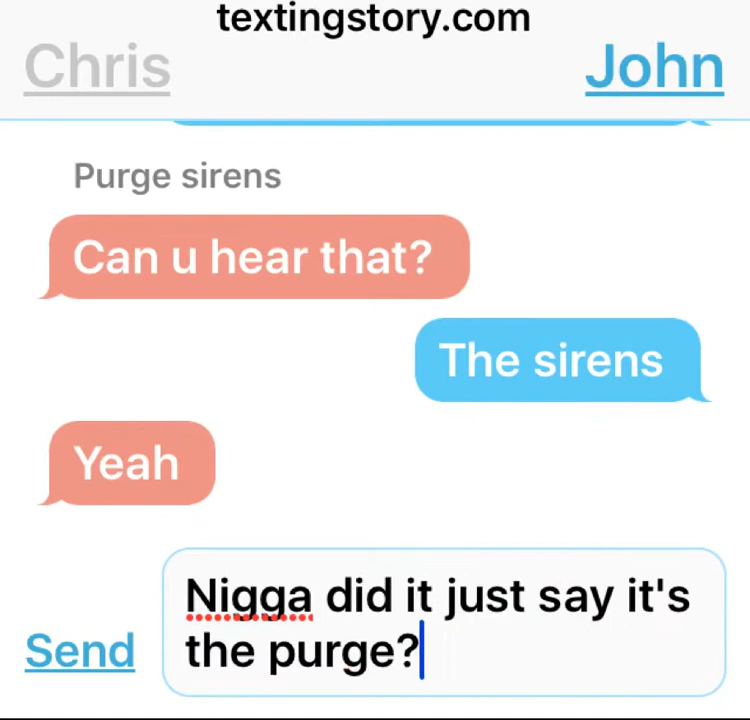 textingstory.com
Chris
John
Purge sirens
Can u hear that?
The sirens
Yeah
Nigga did it just say it's
the purge?
Send